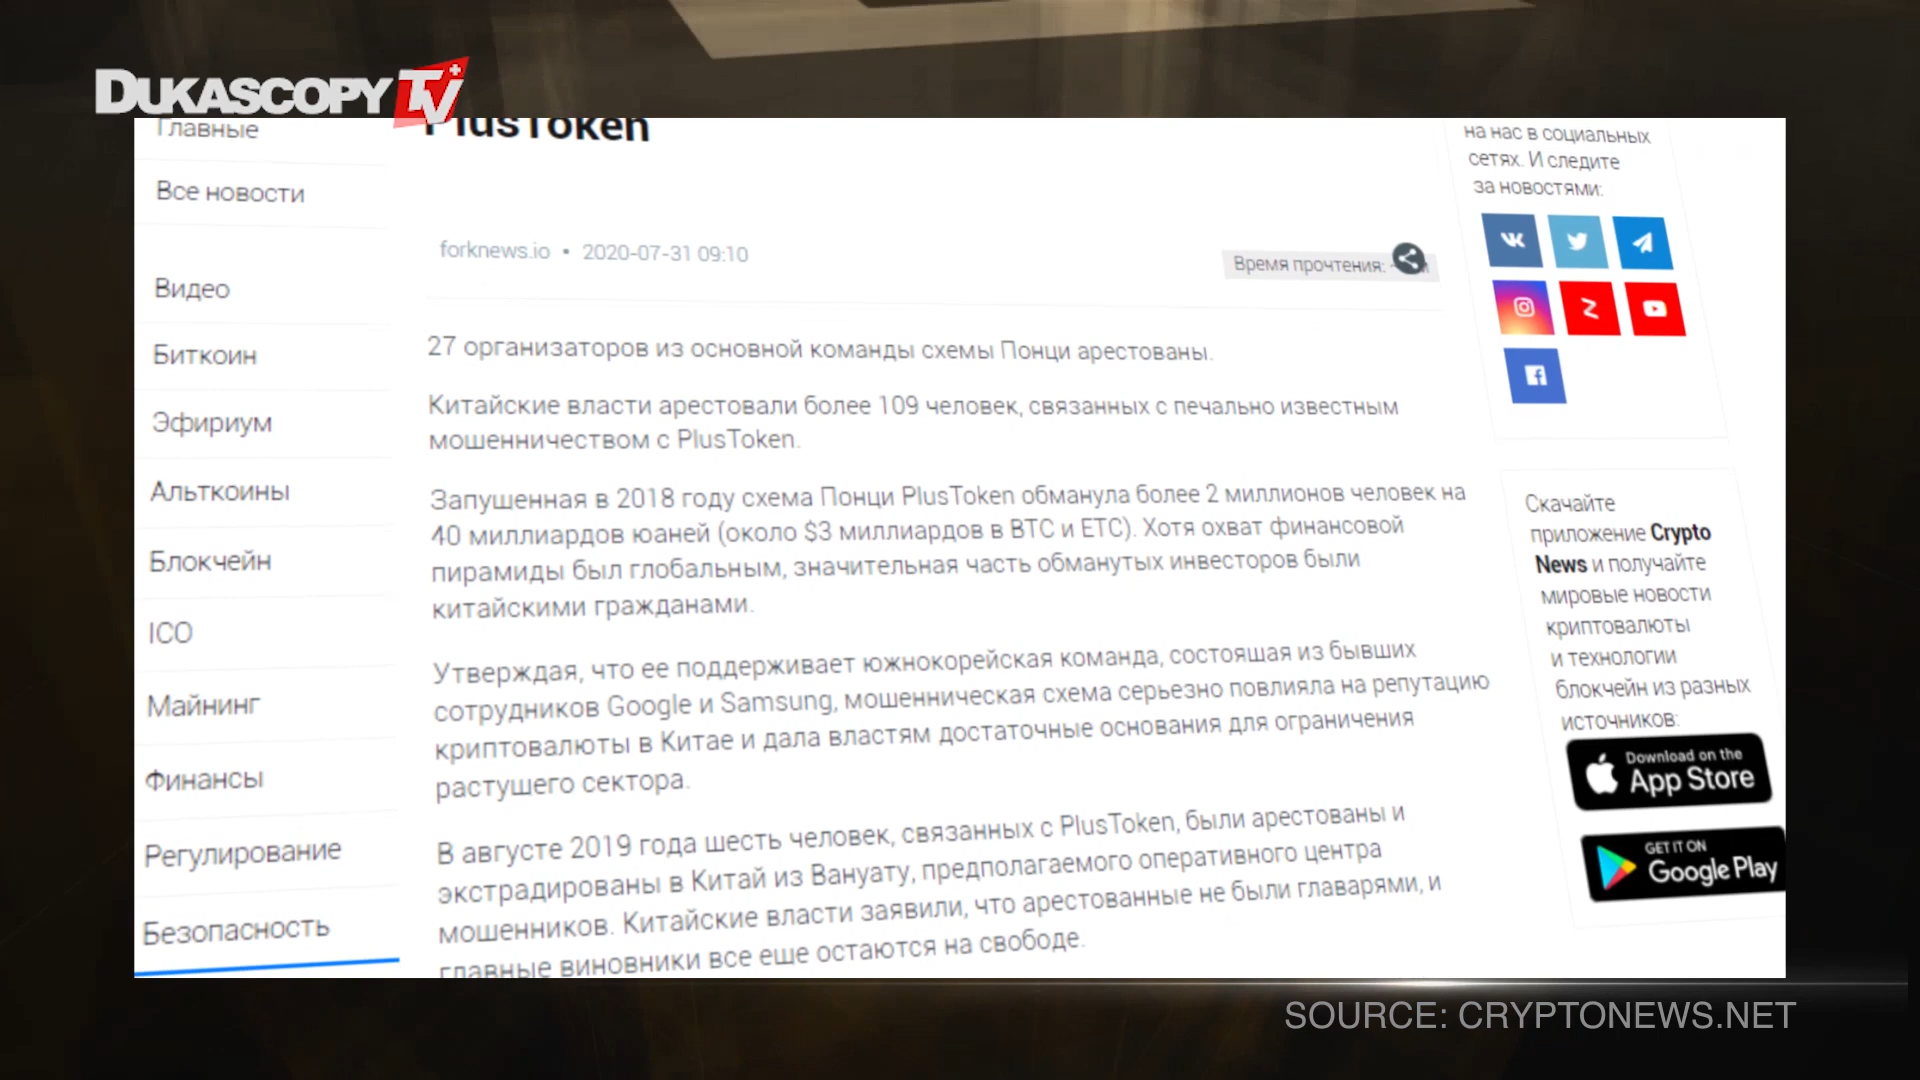 DUKASCOPY TV
PlusToken
Главные
Все новости
Видео
Биткоин
Эфириум
Альткоины
Блокчейн
ICO
Майнинг
Финансы
Регулирование
Безопасность
forknews.io • 2020-07-31 09:10
Время прочтения:
27 организаторов из основной команды схемы Понци арестованы.
Китайские власти арестовали более 109 человек, связанных с печально известным
мошенничеством с PlusToken.
Запушенная в 2018 году схема Понци PlusToken обманула более 2 миллионов человек на
40 миллиардов юаней (около $3 миллиардов в BTC и ETC). Хотя охват финансовой
пирамиды был глобальным, значительная часть обманутых инвесторов были
китайскими гражданами.
Утверждая, что ее поддерживает южнокорейская команда, состоящая из бывших
сотрудников Google и Samsung, мошенническая схема серьезно повлияла на репутацию
криптовалюты в Китае и дала властям достаточные основания для ограничения
растущего сектора.
В августе 2019 года шесть человек, связанных с PlusToken, были арестованы и
экстрадированы в Китай из Вануату, предполагаемого оперативного центра
мошенников. Китайские власти заявили, что арестованные не были главарями, и
главные виновники все еще остаются на свободе.
на нас в социальных
сетях. И следите
за новостями:
Скачайте
приложение Crypto
News и получайте
мировые новости
криптовалюты
и технологии
блокчейн из разных
источников:
Download on the
App Store
GET IT ON
Google Play
SOURCE: CRYPTONEWS.NET